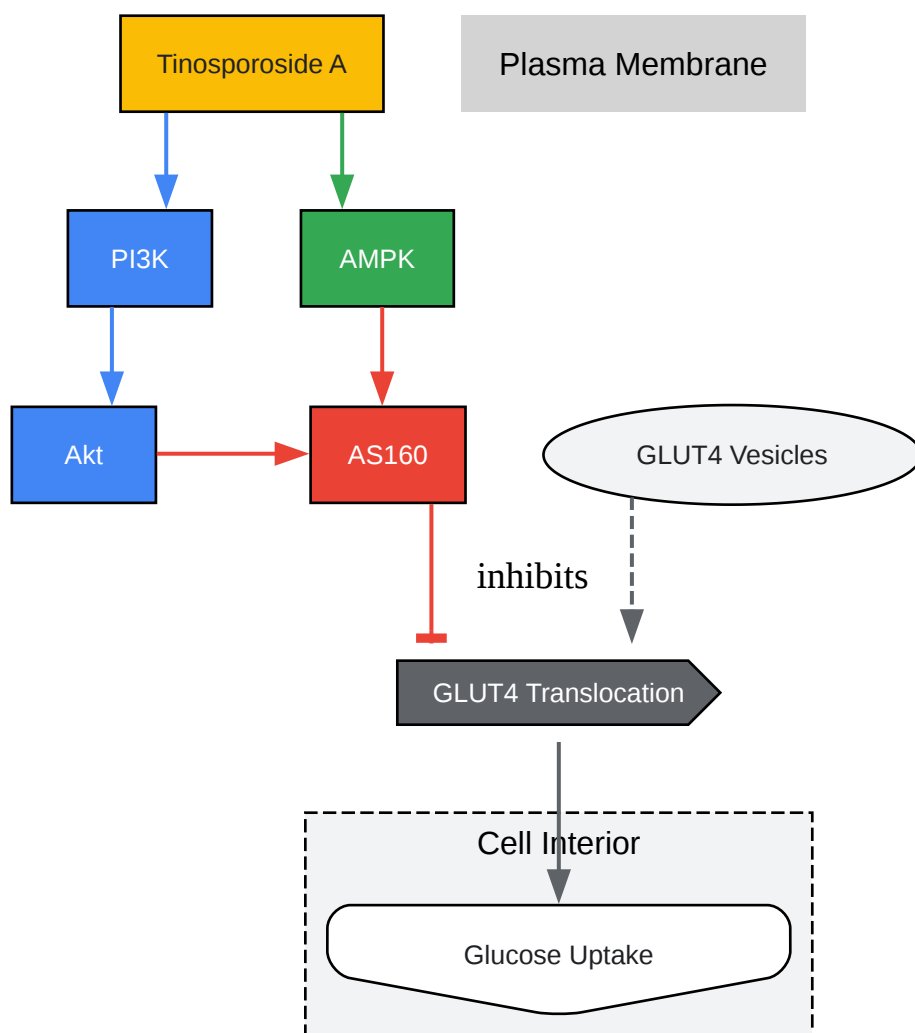 Tinosporoside A
Plasma Membrane
PI3K
AMPK
Akt
AS160
GLUT4 Vesicles
inhibits
GLUT4 Translocation
Cell Interior
Glucose Uptake